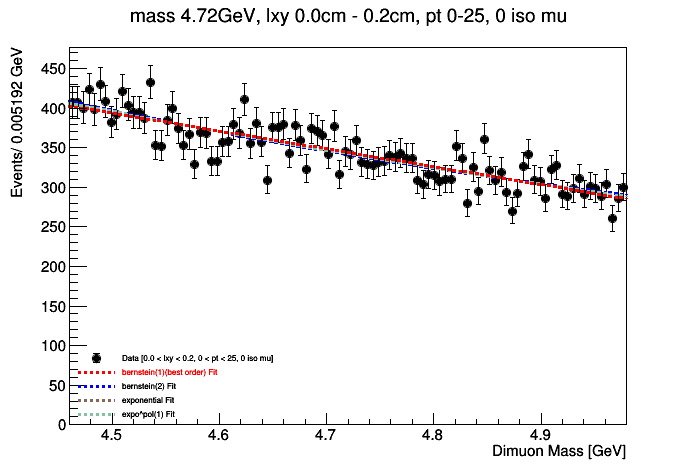 mass 4.72GeV, lxy 0.0cm - 0.2cm, pt 0-25, 0 iso mu
Events/ 0.005192 GeV
450
400
350
300
250
200
150
100
50
0
Data [0.0 < lxy < 0.2, 0 < pt < 25, 0 iso mu]
bernstein(1)(best order) Fit
bernstein(2) Fit
exponential Fit
expo^pol(1) Fit
4.5 4.6 4.7 4.8 4.9
Dimuon Mass [GeV]